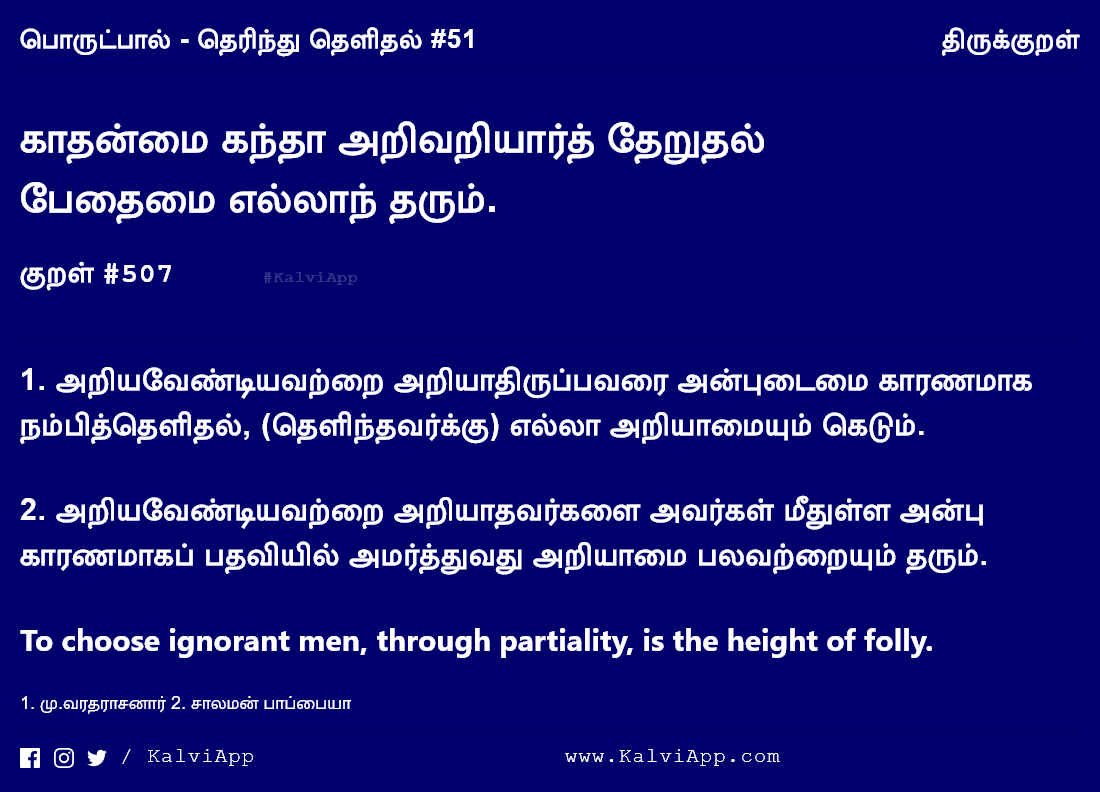 பொருட்பால் - தெரிந்து தெளிதல் #51
திருக்குறள்
காதன்மை கந்தா அறிவறியார்த் தேறுதல்
பேதைமை எல்லாந் தரும்.
குறள் #507
#KalviApp
1. அறியவேண்டியவற்றை அறியாதிருப்பவரை அன்புடைமை காரணமாக
நம்பித்தெளிதல், (தெளிந்தவர்க்கு) எல்லா அறியாமையும் கெடும்.
2. அறியவேண்டியவற்றை அறியாதவர்களை அவர்கள் மீதுள்ள அன்பு
காரணமாகப் பதவியில் அமர்த்துவது அறியாமை பலவற்றையும் தரும்.
To choose ignorant men, through partiality, is the height of folly.
1. மு.வரதராசனார் 2. சாலமன் பாப்பையா
/ KalviApp
www.KalviApp.com